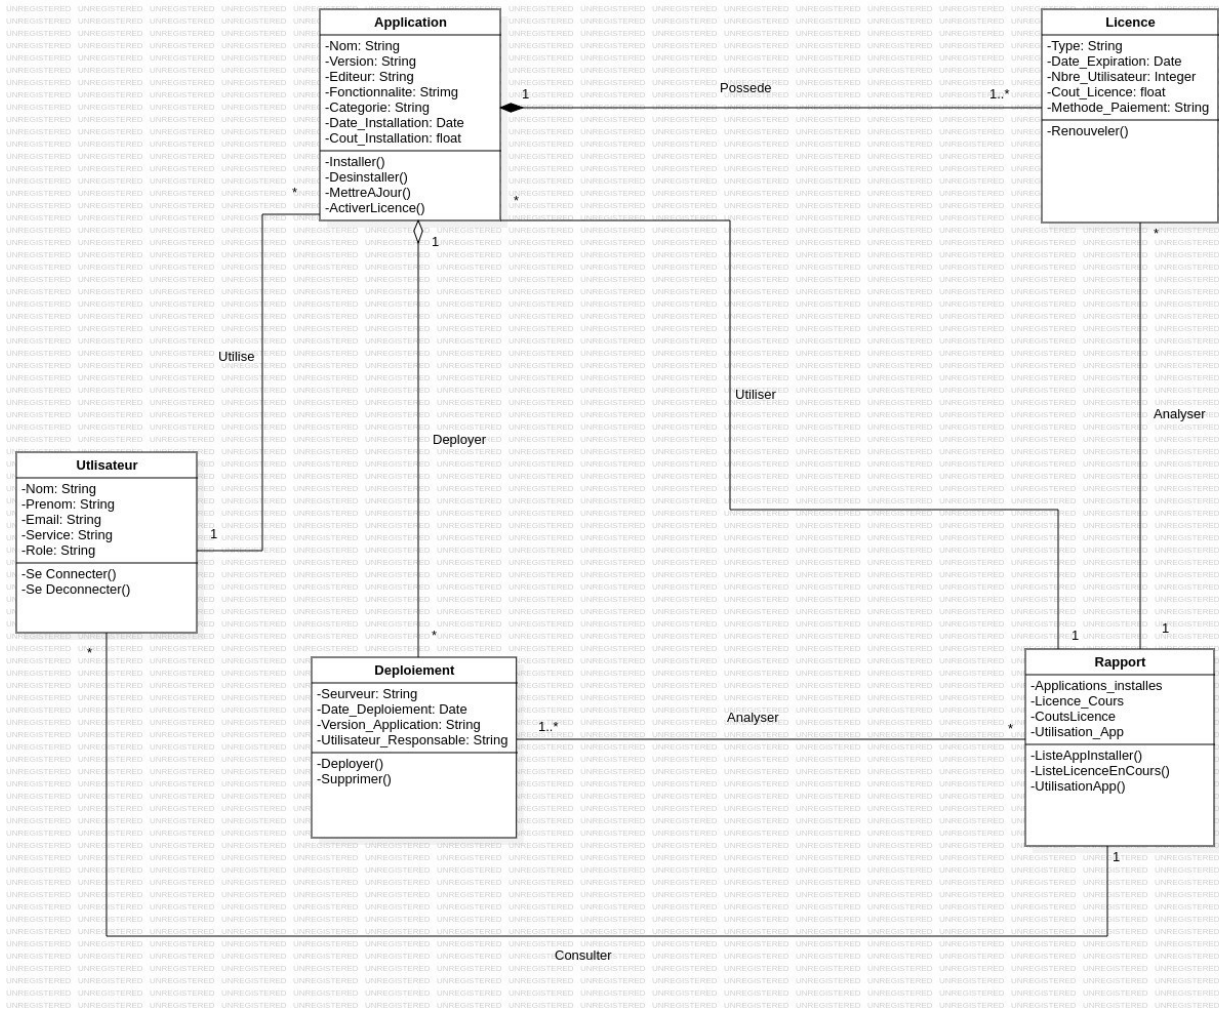 Application
-Nom: String
-Version: String
-Editeur: String
-Fonctionnalite: Strimg
-Categorie: String
-Date_Installation: Date
-Cout_Installation: float
-Installer()
-Desinstaller()
-MettreAJour()
-ActiverLicence()
1
Possede
1..*
Licence
-Type: String
-Date_Expiration: Date
-Nbre_Utilisateur: Integer
-Cout_Licence: float
-Methode_Paiement: String
-Renouveler()
*
*
1
*
Utilise
Deployer
Utiliser
Analyser
Utlisateur
-Nom: String
-Prenom: String
-Email: String
-Service: String
-Role: String
-Se Connecter()
-Se Deconnecter()
1
*
*
1
1
Deploiement
-Seurveur: String
-Date_Deploiement: Date
-Version_Application: String
-Utilisateur_Responsable: String
-Deployer()
-Supprimer()
1..*
Analyser
*
Rapport
-Applications_installes
-Licence_Cours
-CoutsLicence
-Utilisation_App
-ListeAppInstaller()
-ListeLicenceEnCours()
-UtilisationApp()
1
Consulter
UNREGISTERED